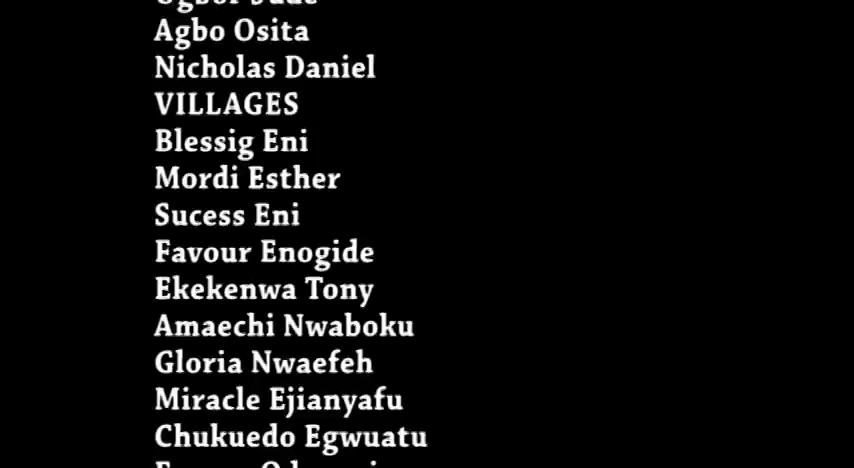 Agbo Osita
Nicholas Daniel
VILLAGES
Blessig Eni
Mordi Esther
Sucess Eni
Favour Enogide
Ekekenwa Tony
Amaechi Nwaboku
Gloria Nwaefeh
Miracle Ejianyafu
Chukuedo Egwuatu